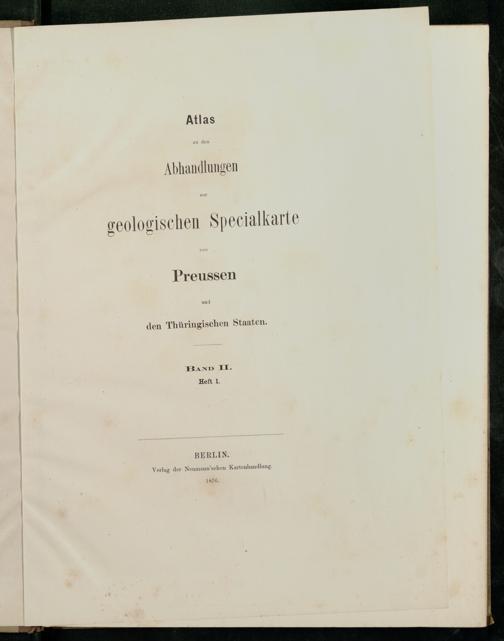 Atlas
zu den
Abhandlungen
zur
geologischen Specialkarte
von
Preussen
und
den Thüringischen Staaten.
BAND II.
Heft 1.
BERLIN.
Verlag der Neumann'schen Kartenhandlung.
1876.